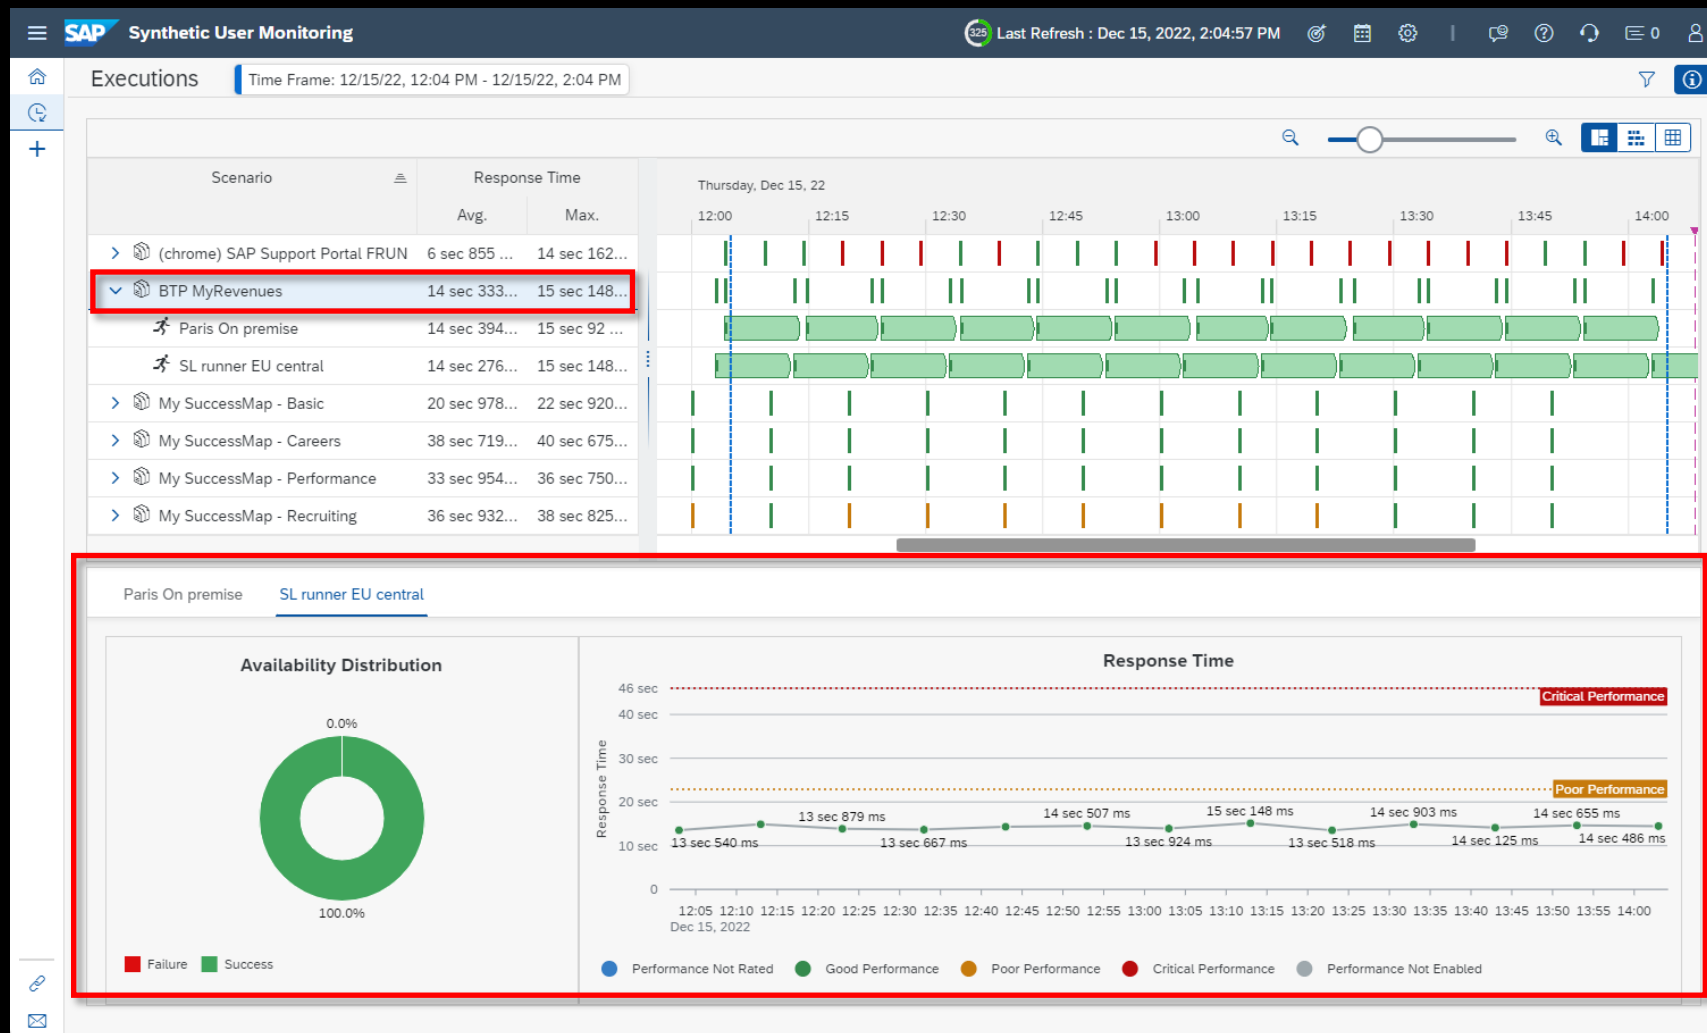 SAP Synthetic User Monitoring
325 Last Refresh : Dec 15, 2022, 2:04:57 PM
0
Executions
Time Frame: 12/15/22, 12:04 PM - 12/15/22, 2:04 PM
Scenario Response Time
Avg. Max.
Thursday, Dec 15, 22
12:00 12:15 12:30 12:45 13:00 13:15 13:30 13:45 14:00
(chrome) SAP Support Portal FRUN 6 sec 855 ... 14 sec 162...
BTP MyRevenues 14 sec 333... 15 sec 148...
Paris On premise 14 sec 394... 15 sec 92 ...
SL runner EU central 14 sec 276... 15 sec 148...
My SuccessMap - Basic 20 sec 978... 22 sec 920...
My SuccessMap - Careers 38 sec 719... 40 sec 675...
My SuccessMap - Performance 33 sec 954... 36 sec 750...
My SuccessMap - Recruiting 36 sec 932... 38 sec 825...
Paris On premise SL runner EU central
Availability Distribution
0.0%
100.0%
Failure Success
Response Time
Response Time
46 sec
Critical Performance
40 sec
30 sec
Poor Performance
20 sec
13 sec 879 ms 14 sec 507 ms 15 sec 148 ms 14 sec 903 ms 14 sec 655 ms
10 sec
13 sec 540 ms 13 sec 667 ms 13 sec 924 ms 13 sec 518 ms 14 sec 125 ms 14 sec 486 ms
0
12:05 12:10 12:15 12:20 12:25 12:30 12:35 12:40 12:45 12:50 12:55 13:00 13:05 13:10 13:15 13:20 13:25 13:30 13:35 13:40 13:45 13:50 13:55 14:00
Dec 15, 2022
Performance Not Rated Good Performance Poor Performance Critical Performance Performance Not Enabled